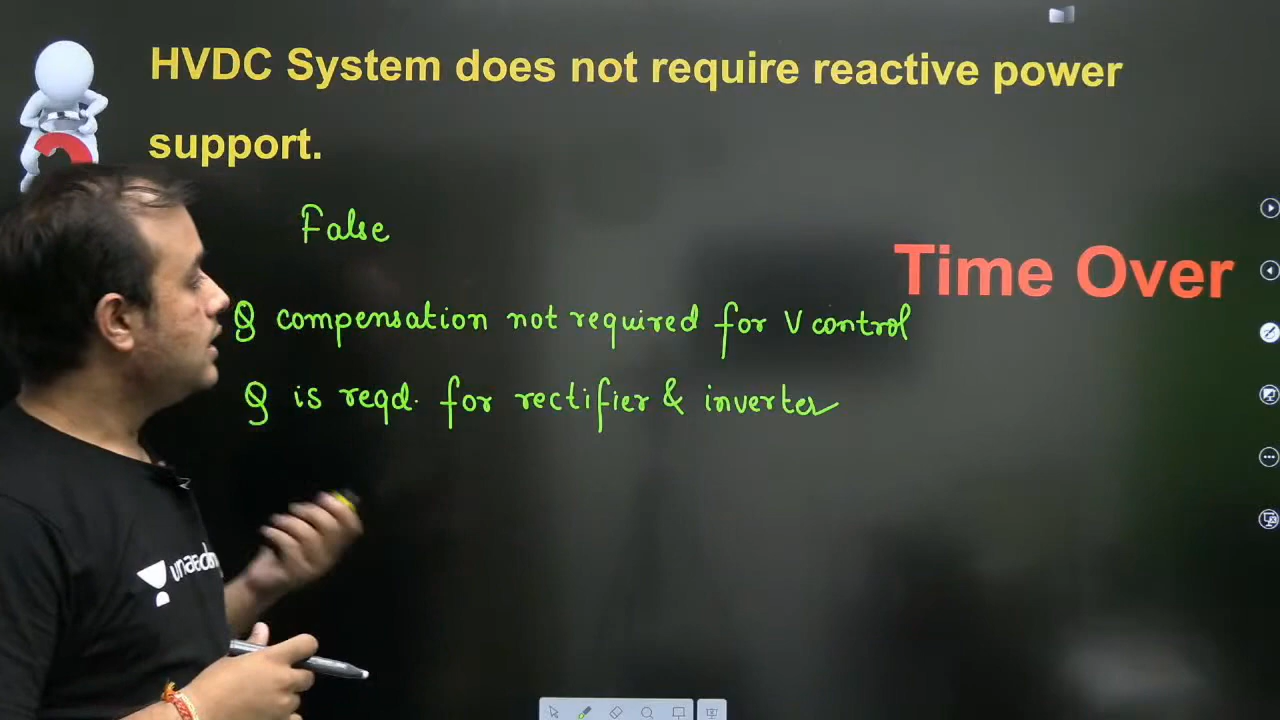 HVDC System does not require reactive power
support.
False
Time Over
Q compensation not required for V control
Q is reqd. for rectifier & inverter